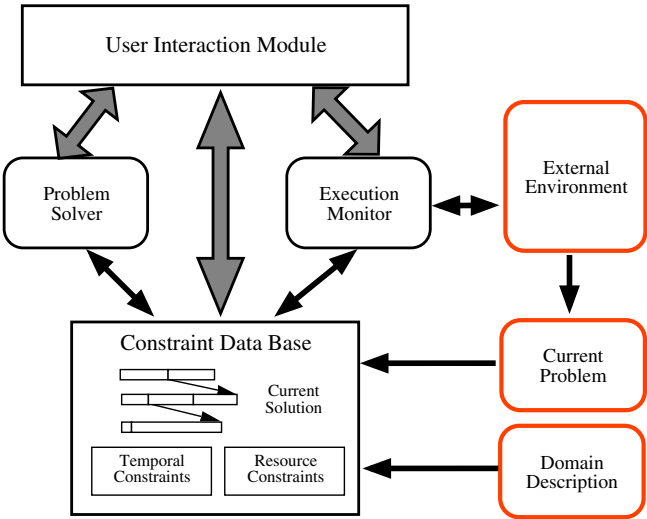 User Interaction Module
Problem
Solver
Execution
Monitor
External
Environment
Constraint Data Base
Current
Solution
Temporal
Constraints
Resource
Constraints
Current
Problem
Domain
Description